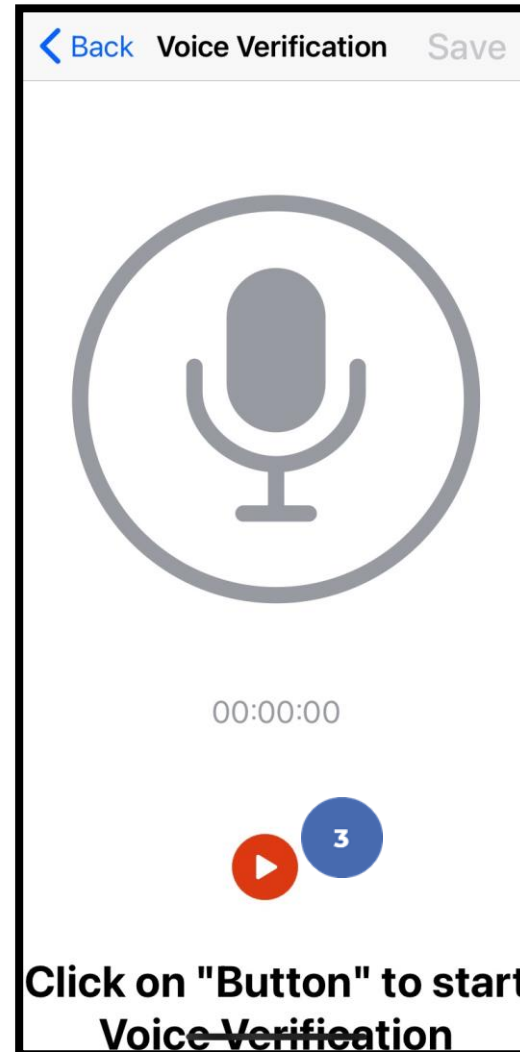 Back Voice Verification Save
00:00:00
3
Click on "Button" to start
Voice Verification